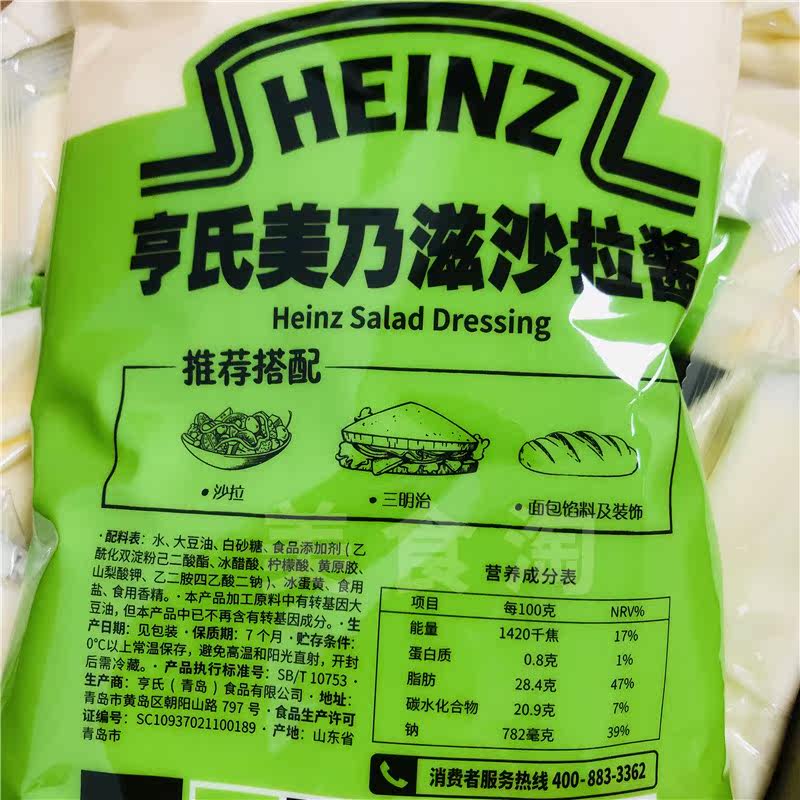 HEINZ
亨氏美乃滋沙拉酱
Heinz Salad Dressing
推荐搭配
·沙拉
·三明治
·面包馅料及装饰
·配料表：水、大豆油、白砂糖、食品添加剂（乙
酰化双淀粉己二酸酯、冰醋酸、柠檬酸、黄原胶、
山梨酸钾、乙二胺四乙酸二钠）、冰蛋黄、食用
盐、食用香精。·本产品加工原料中有转基因大
豆油，但本产品中已不再含有转基因成分。·生
产日期：见包装·保质期：7个月·贮存条件：
0℃以上常温保存，避免高温和阳光直射，开封
后需冷藏。·产品执行标准号：SB/T 10753·
生产商：亨氏（青岛）食品有限公司·地址：
青岛市黄岛区朝阳山路797号·食品生产许可
证编号：SC10937021100189·产地：山东省
青岛市
营养成分表
项目 每100克 NRV%
能量 1420千焦 17%
蛋白质 0.8克 1%
脂肪 28.4克 47%
碳水化合物 20.9克 7%
钠 782毫克 39%
消费者服务热线 400-883-3362
美食淘